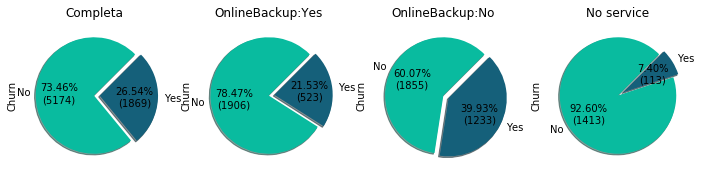 Completa
Churn
No
73.46%
(5174)
26.54%
(1869)
Yes
OnlineBackup:Yes
Churn
No
78.47%
(1906)
21.53%
(523)
Yes
OnlineBackup:No
Churn
No
60.07%
(1855)
39.93%
(1233)
Yes
No service
Churn
No
92.60%
(1413)
7.40%
(113)
Yes